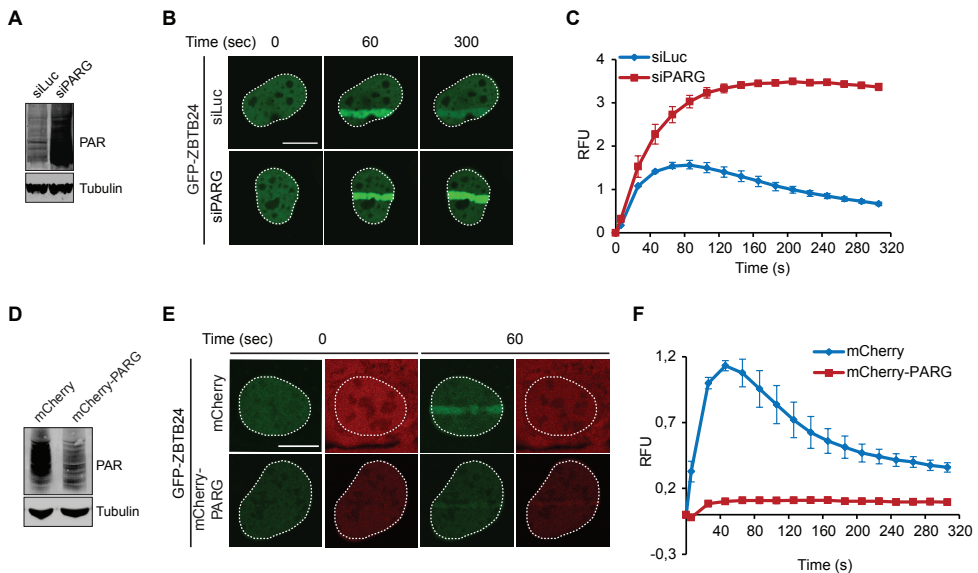 A
siLuc
siPARG
PAR
Tubulin
B
Time (sec) 0 60 300
GFP-ZBTB24
siLuc
siPARG
C
siLuc
siPARG
RFU
4
3
2
1
0
0 40 80 120 160 200 240 280 320
Time (s)
D
mCherry
mCherry-PARG
PAR
Tubulin
E
Time (sec) 0 60
GFP-ZBTB24
mCherry
mCherry-
PARG
F
mCherry
mCherry-PARG
RFU
1,2
0,7
0,2
-0,3
0 40 80 120 160 200 240 280 320
Time (s)